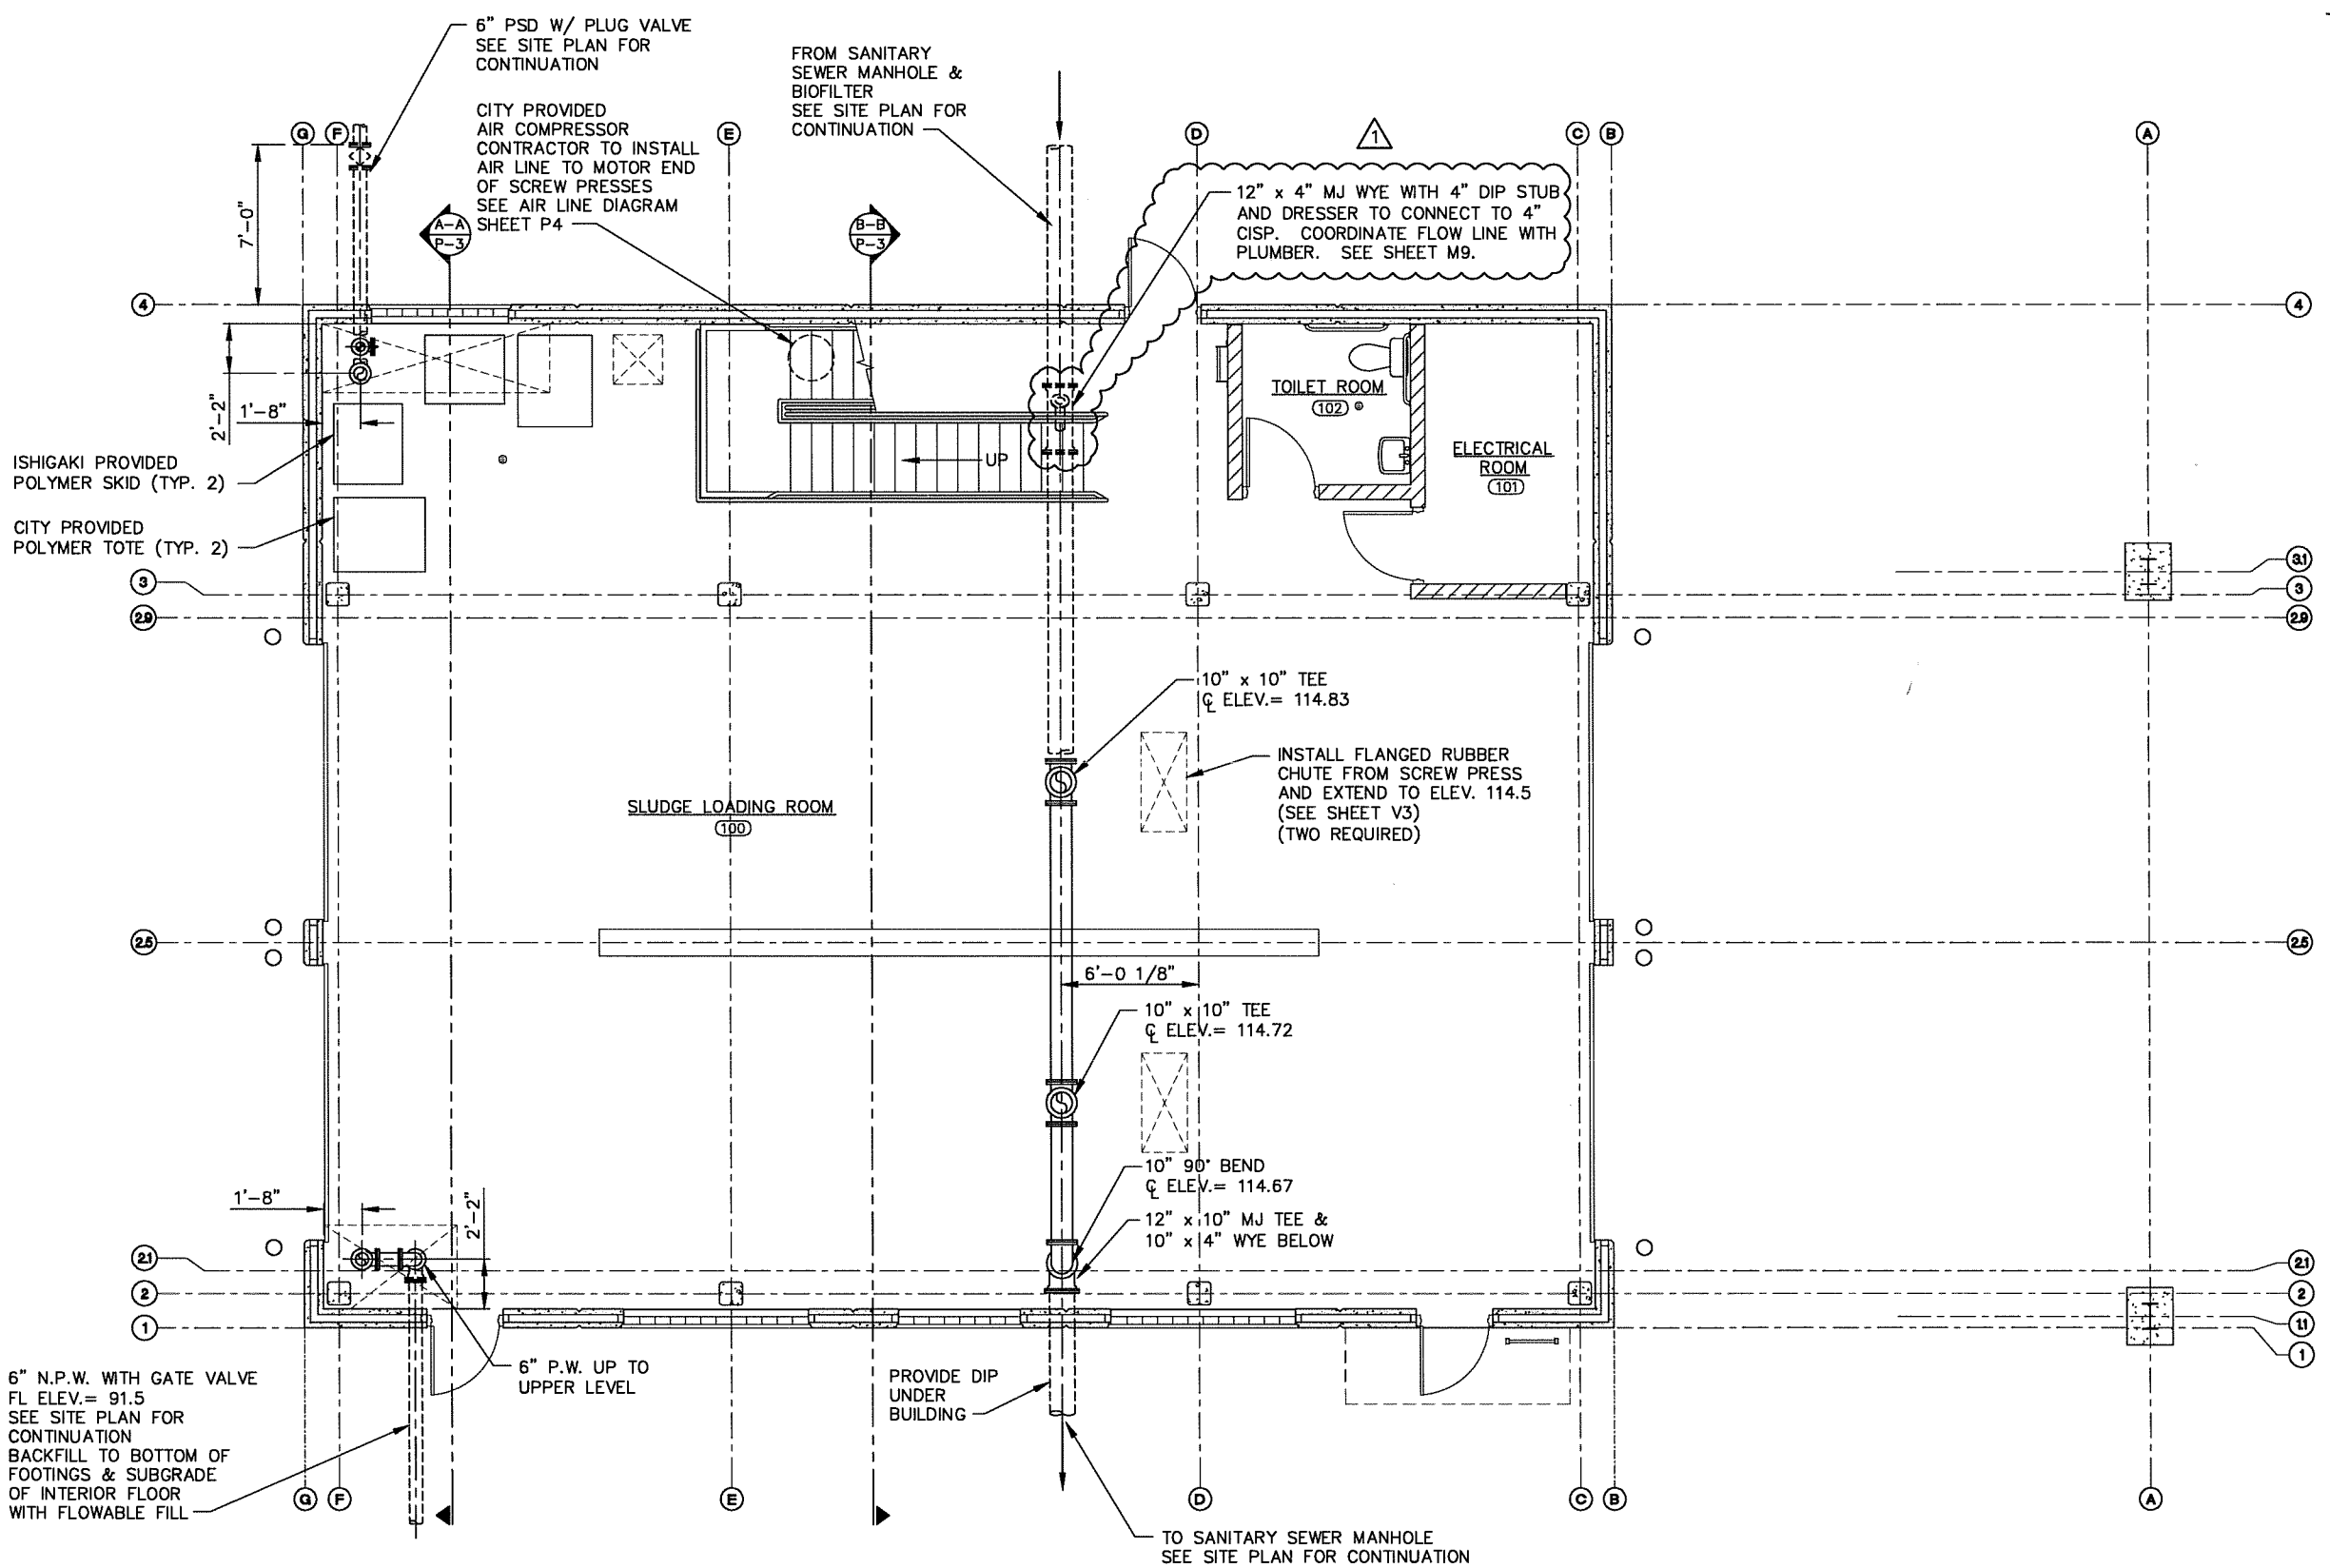 6" PSD W/ PLUG VALVE
SEE SITE PLAN FOR
CONTINUATION
FROM SANITARY
SEWER MANHOLE &
BIOFILTER
SEE SITE PLAN FOR
CONTINUATION
CITY PROVIDED
AIR COMPRESSOR
CONTRACTOR TO INSTALL
AIR LINE TO MOTOR END
OF SCREW PRESSES
SEE AIR LINE DIAGRAM
SHEET P4
G
F
E
D
1
C
B
A
12" x 4" MJ WYE WITH 4" DIP STUB
AND DRESSER TO CONNECT TO 4"
CISP. COORDINATE FLOW LINE WITH
PLUMBER. SEE SHEET M9.
7'-0"
A-A
P-3
B-B
P-3
4
4
2'-2"
1'-8"
TOILET ROOM
102
ELECTRICAL
ROOM
101
UP
ISHIGAKI PROVIDED
POLYMER SKID (TYP. 2)
CITY PROVIDED
POLYMER TOTE (TYP. 2)
3.1
3
3
2.9
2.9
10" x 10" TEE
℄ ELEV.= 114.83
INSTALL FLANGED RUBBER
CHUTE FROM SCREW PRESS
AND EXTEND TO ELEV. 114.5
(SEE SHEET V3)
(TWO REQUIRED)
SLUDGE LOADING ROOM
100
2.5
2.5
6'-0 1/8"
10" x 10" TEE
℄ ELEV.= 114.72
10" 90° BEND
℄ ELEV.= 114.67
12" x 10" MJ TEE &
10" x 4" WYE BELOW
1'-8"
2'-2"
2.1
2.1
2
2
1.1
1
1
6" P.W. UP TO
UPPER LEVEL
PROVIDE DIP
UNDER
BUILDING
6" N.P.W. WITH GATE VALVE
FL ELEV.= 91.5
SEE SITE PLAN FOR
CONTINUATION
BACKFILL TO BOTTOM OF
FOOTINGS & SUBGRADE
OF INTERIOR FLOOR
WITH FLOWABLE FILL
G
F
E
D
C
B
A
TO SANITARY SEWER MANHOLE
SEE SITE PLAN FOR CONTINUATION